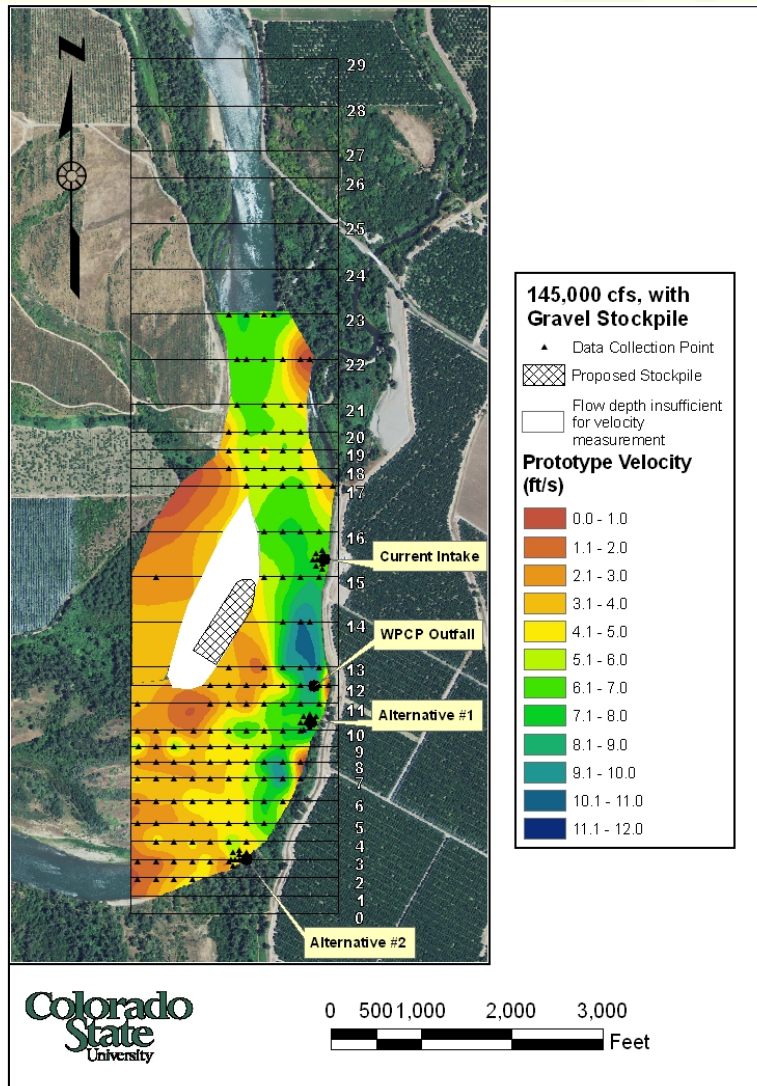 Z
29
28
27
26
25
24
23
22
21
20
19
18
17
16
15
14
13
12
11
10
9
8
7
6
5
4
3
2
1
0
Current Intake
WPCP Outfall
Alternative #1
Alternative #2
145,000 cfs, with
Gravel Stockpile
Data Collection Point
Proposed Stockpile
Flow depth insufficient
for velocity
measurement
Prototype Velocity
(ft/s)
0.0 - 1.0
1.1 - 2.0
2.1 - 3.0
3.1 - 4.0
4.1 - 5.0
5.1 - 6.0
6.1 - 7.0
7.1 - 8.0
8.1 - 9.0
9.1 - 10.0
10.1 - 11.0
11.1 - 12.0
Colorado
State
University
0 500 1,000 2,000 3,000
Feet